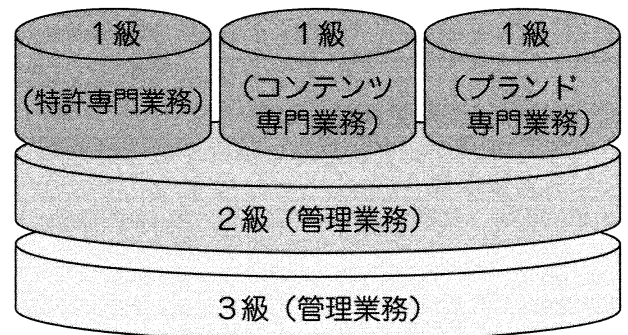 1級
(特許専門業務)
1級
(コンテンツ
専門業務)
1級
(ブランド
専門業務)
2級(管理業務)
3級(管理業務)